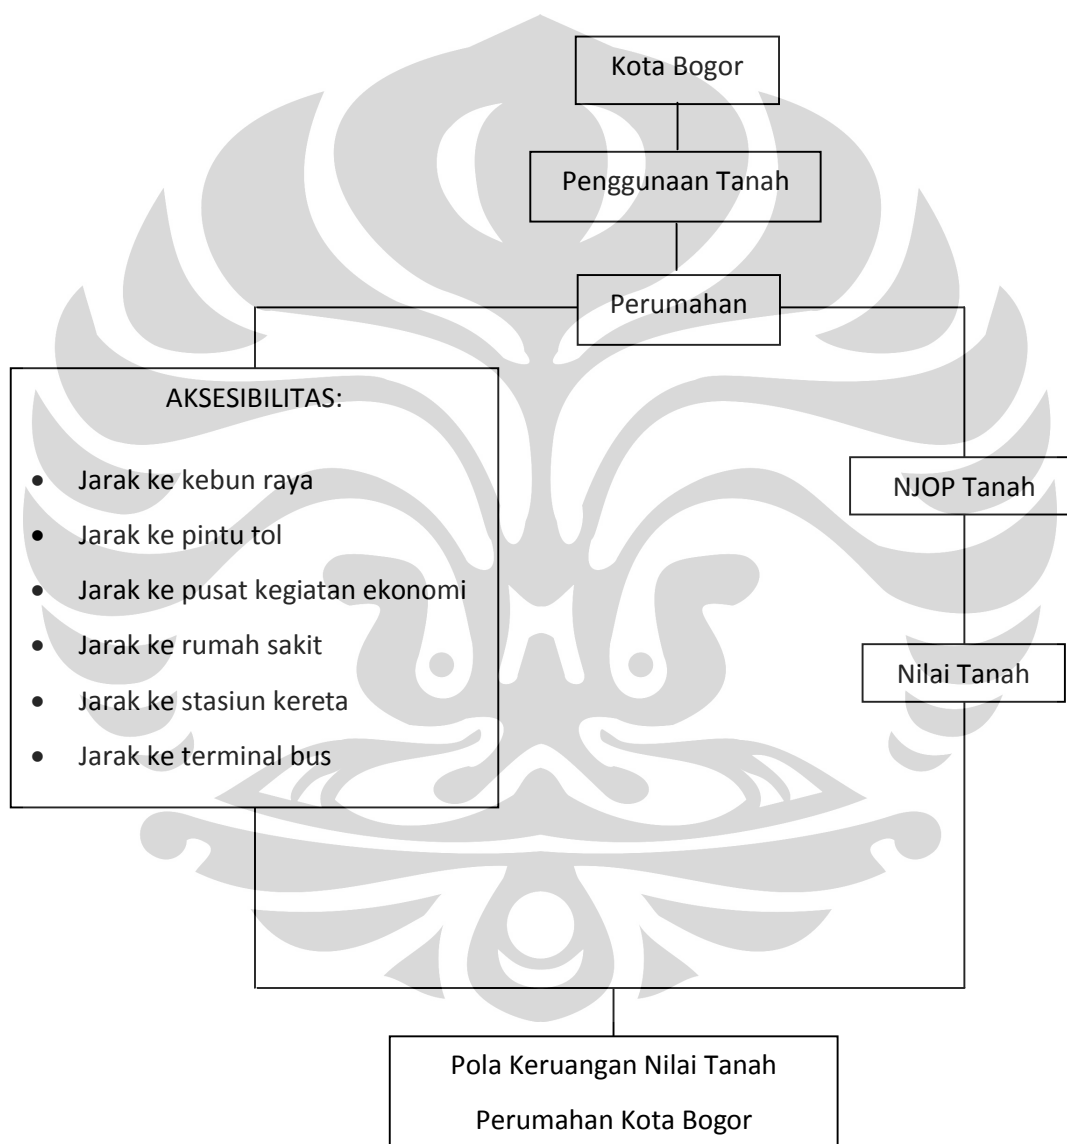 Kota Bogor
Penggunaan Tanah
Perumahan
AKSESIBILITAS:
• Jarak ke kebun raya
• Jarak ke pintu tol
• Jarak ke pusat kegiatan ekonomi
• Jarak ke rumah sakit
• Jarak ke stasiun kereta
• Jarak ke terminal bus
NJOP Tanah
Nilai Tanah
Pola Keruangan Nilai Tanah
Perumahan Kota Bogor